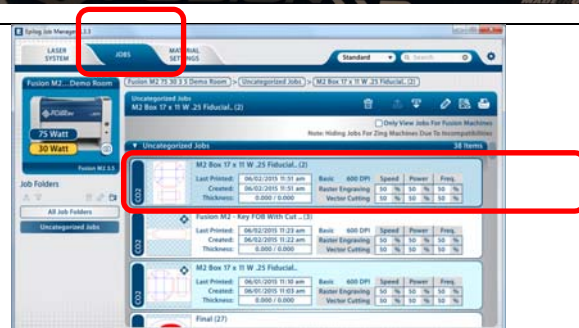 Epilog Job Manager 1.3.3
LASER SYSTEM
JOBS
MATERIAL SETTINGS
Standard
Search
Fusion M2... Demo Room
Fusion M2 75 30 3 5 Demo Room
Uncategorized Jobs
M2 Box 17 x 11 W .25 Fiducial.. (2)
Uncategorized Jobs
M2 Box 17 x 11 W .25 Fiducial.. (2)
75 Watt
30 Watt
Fusion M2 3.5
Only View Jobs For Fusion Machines
Note: Hiding Jobs For Zing Machines Due To Incompatibilities
Uncategorized Jobs
38 Items
Job Folders
All Job Folders
Uncategorized Jobs
CO2
M2 Box 17 x 11 W .25 Fiducial.. (2)
Last Printed: 06/02/2015 11:51 am
Created: 06/02/2015 11:51 am
Thickness: 0.000 / 0.000
Basic 600 DPI Speed Power Freq.
Raster Engraving 50 % 50 %
Vector Cutting 50 % 50 % 50 %
CO2
Fusion M2 - Key FOB With Cut ..(3)
Last Printed: 06/02/2015 11:23 am
Created: 06/02/2015 11:22 am
Thickness: 0.000 / 0.000
Basic 600 DPI Speed Power Freq.
Raster Engraving 50 % 50 %
Vector Cutting 50 % 50 % 50 %
CO2
M2 Box 17 x 11 W .25 Fiducial..
Last Printed: 06/01/2015 11:10 am
Created: 06/01/2015 11:03 am
Thickness: 0.000 / 0.000
Basic 600 DPI Speed Power Freq.
Raster Engraving 50 % 50 %
Vector Cutting 50 % 50 % 50 %
Final (27)